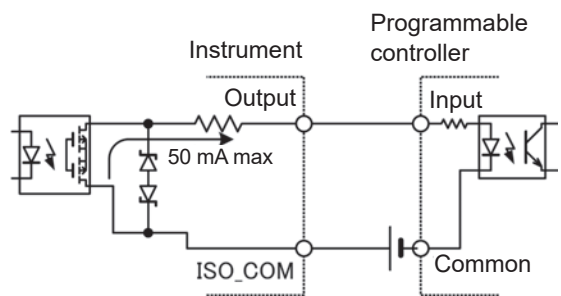 Programmable
controller
Instrument
Output
Input
50 mA max
ISO_COM
Common